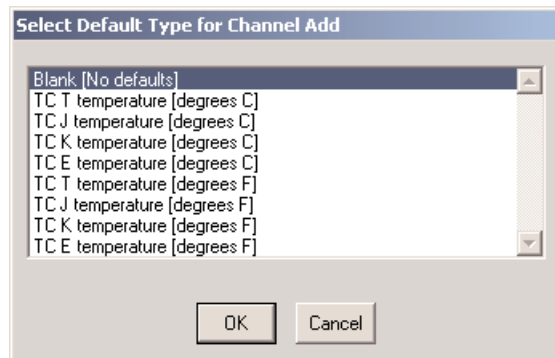 Select Default Type for Channel Add
Blank [No defaults]
TC T temperature [degrees C]
TC J temperature [degrees C]
TC K temperature [degrees C]
TC E temperature [degrees C]
TC T temperature [degrees F]
TC J temperature [degrees F]
TC K temperature [degrees F]
TC E temperature [degrees F]
OK Cancel